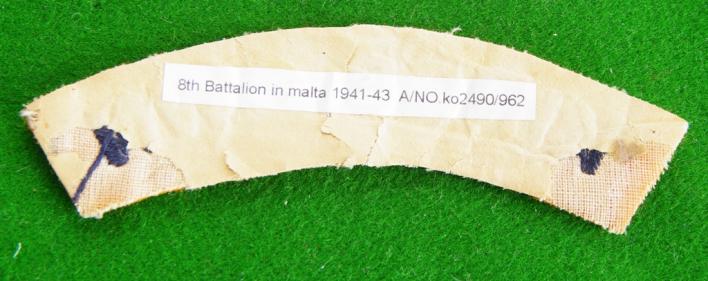 8th Battalion in malta 1941-43 A/NO.ko2490/962